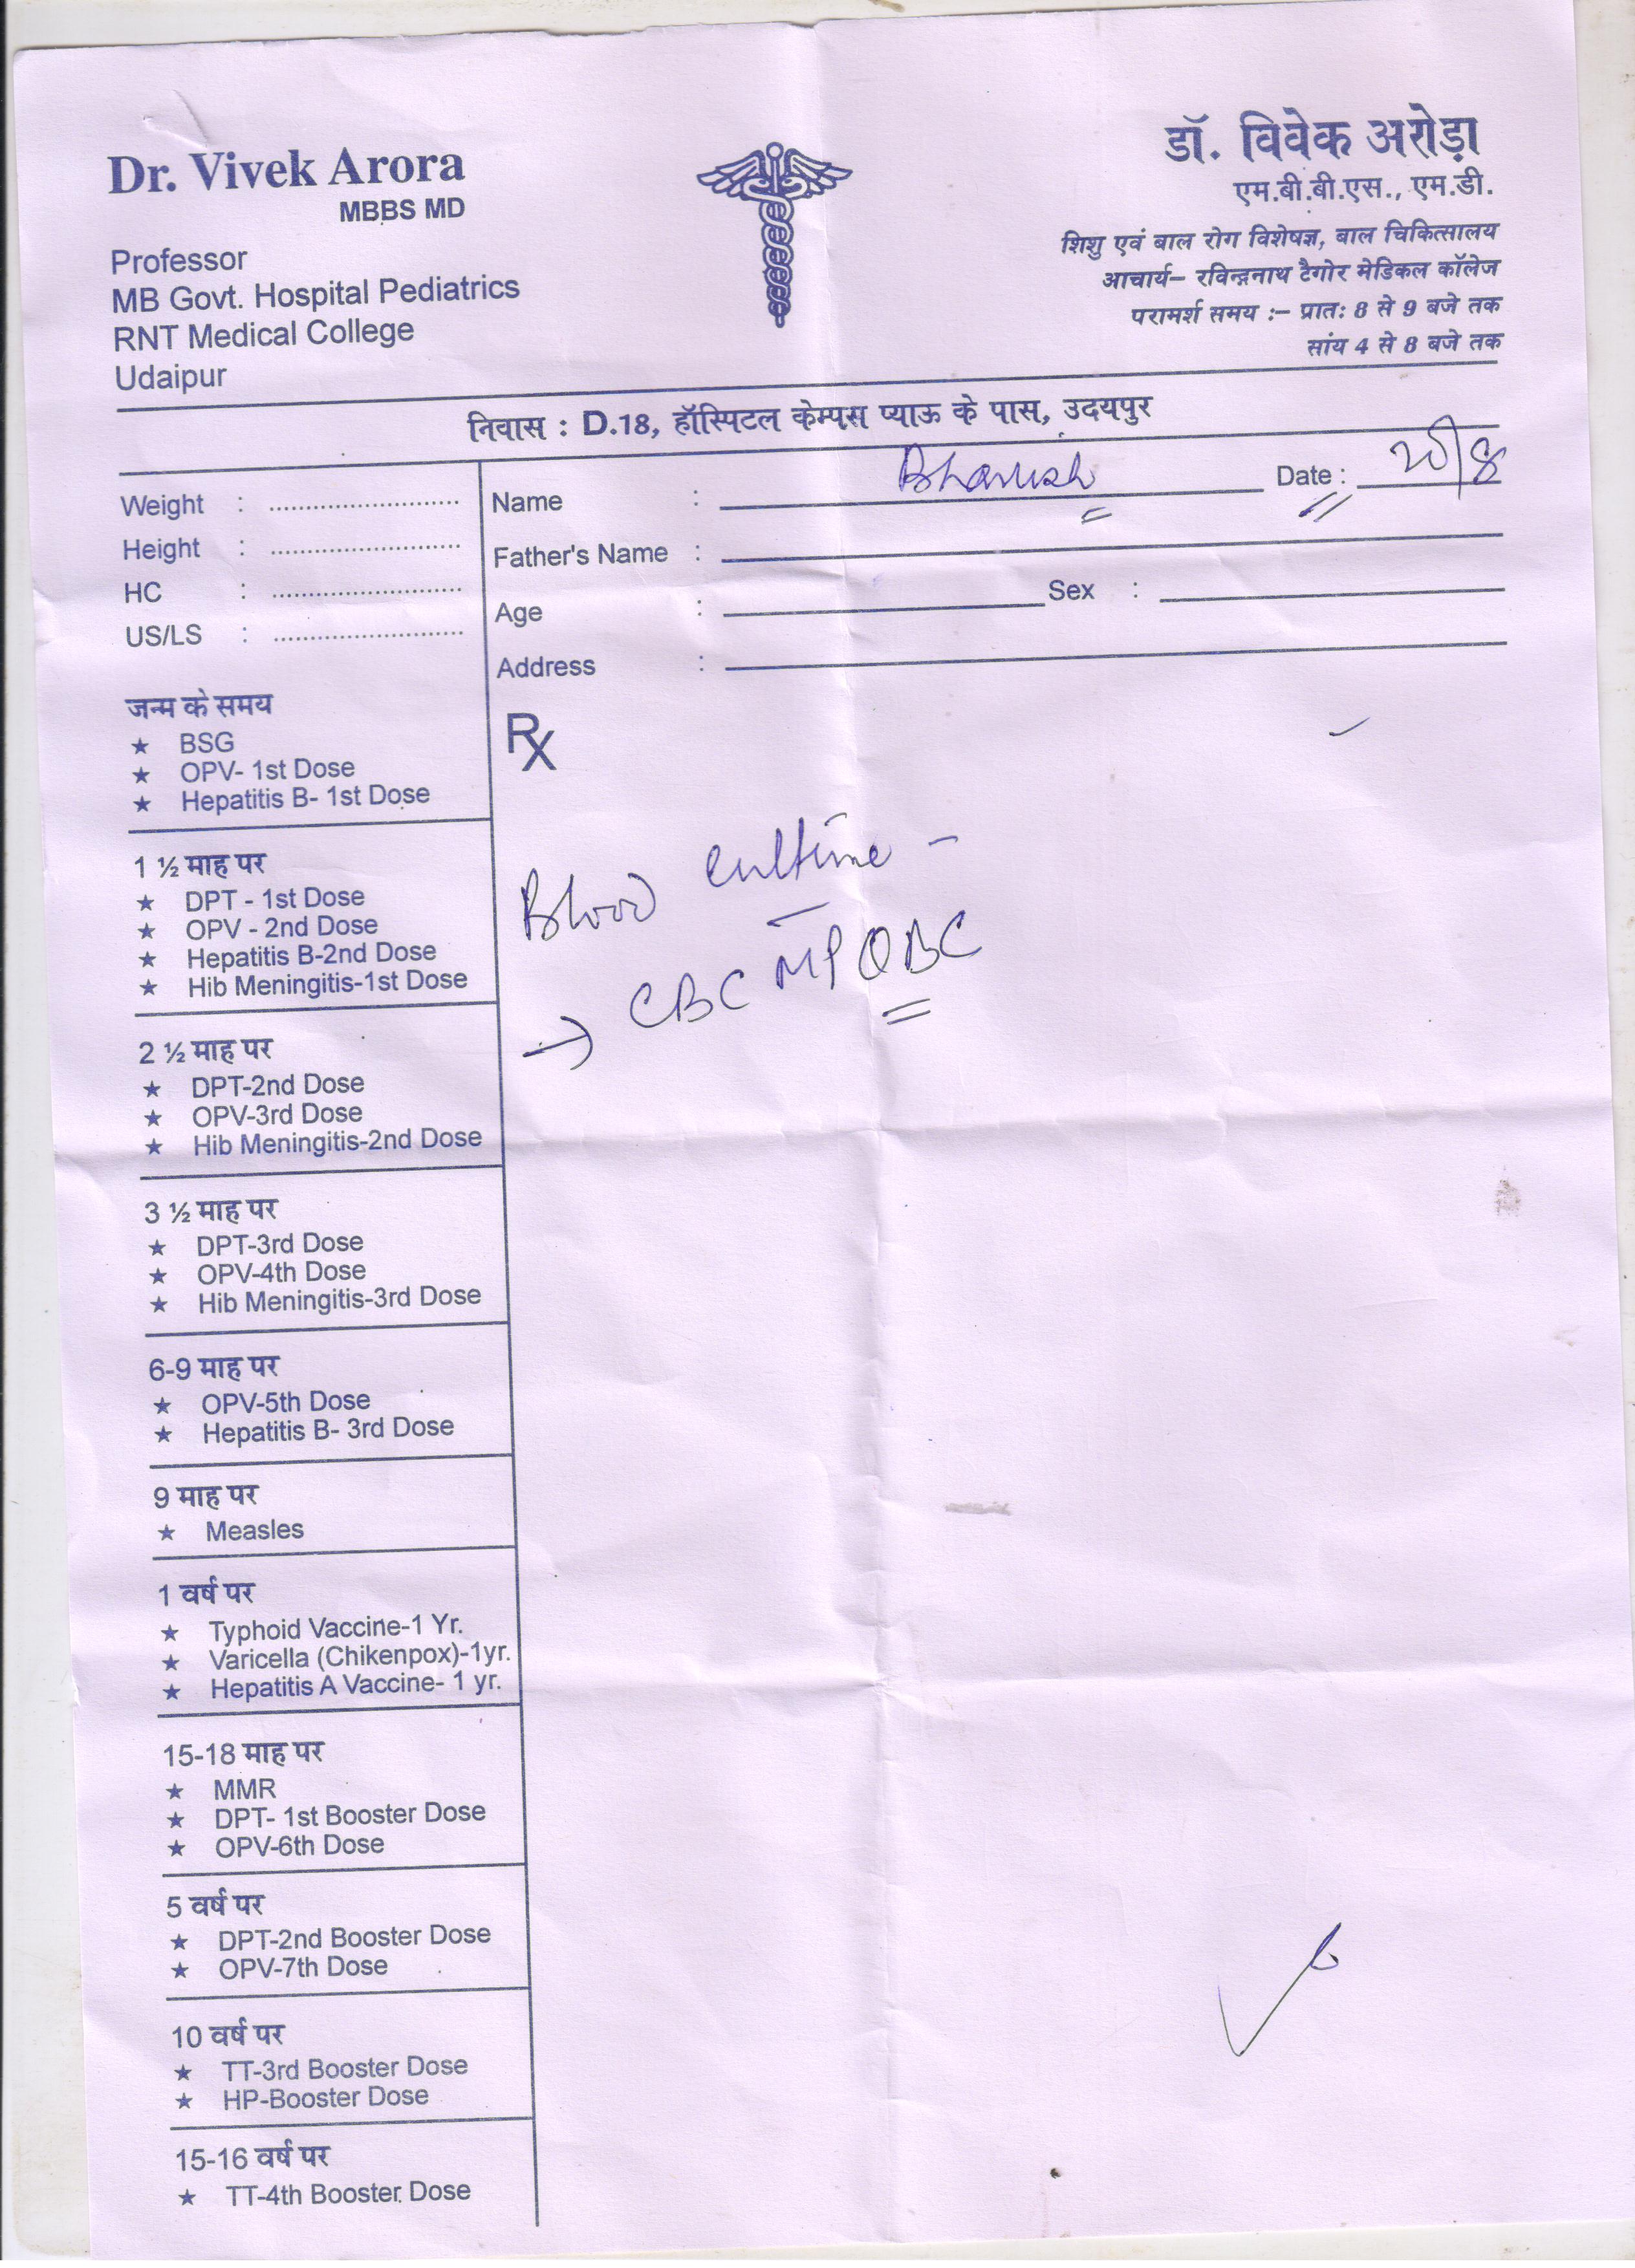 Dr. Vivek Arora
MBBS MD
Professor
MB Govt. Hospital Pediatrics
RNT Medical College
Udaipur
डॉ. विवेक अरोड़ा
एम.बी.बी.एस., एम.डी.
शिशु एवं बाल रोग विशेषज्ञ, बाल चिकित्सालय
आचार्य– रविन्द्रनाथ टैगोर मेडिकल कॉलेज
परामर्श समय :– प्रातः 8 से 9 बजे तक
सांय 4 से 8 बजे तक
निवास : D.18, हॉस्पिटल केम्पस प्याऊ के पास, उदयपुर
Weight :
Height :
HC :
US/LS :
Name : Date :
Father's Name :
Age : Sex :
Address :
जन्म के समय
★ BSG
★ OPV- 1st Dose
★ Hepatitis B- 1st Dose
1 ½ माह पर
★ DPT - 1st Dose
★ OPV - 2nd Dose
★ Hepatitis B-2nd Dose
★ Hib Meningitis-1st Dose
2 ½ माह पर
★ DPT-2nd Dose
★ OPV-3rd Dose
★ Hib Meningitis-2nd Dose
3 ½ माह पर
★ DPT-3rd Dose
★ OPV-4th Dose
★ Hib Meningitis-3rd Dose
6-9 माह पर
★ OPV-5th Dose
★ Hepatitis B- 3rd Dose
9 माह पर
★ Measles
1 वर्ष पर
★ Typhoid Vaccine-1 Yr.
★ Varicella (Chikenpox)-1yr.
★ Hepatitis A Vaccine- 1 yr.
15-18 माह पर
★ MMR
★ DPT- 1st Booster Dose
★ OPV-6th Dose
5 वर्ष पर
★ DPT-2nd Booster Dose
★ OPV-7th Dose
10 वर्ष पर
★ TT-3rd Booster Dose
★ HP-Booster Dose
15-16 वर्ष पर
★ TT-4th Booster Dose
Rx
Blood culture -
→ CBC MP QBC